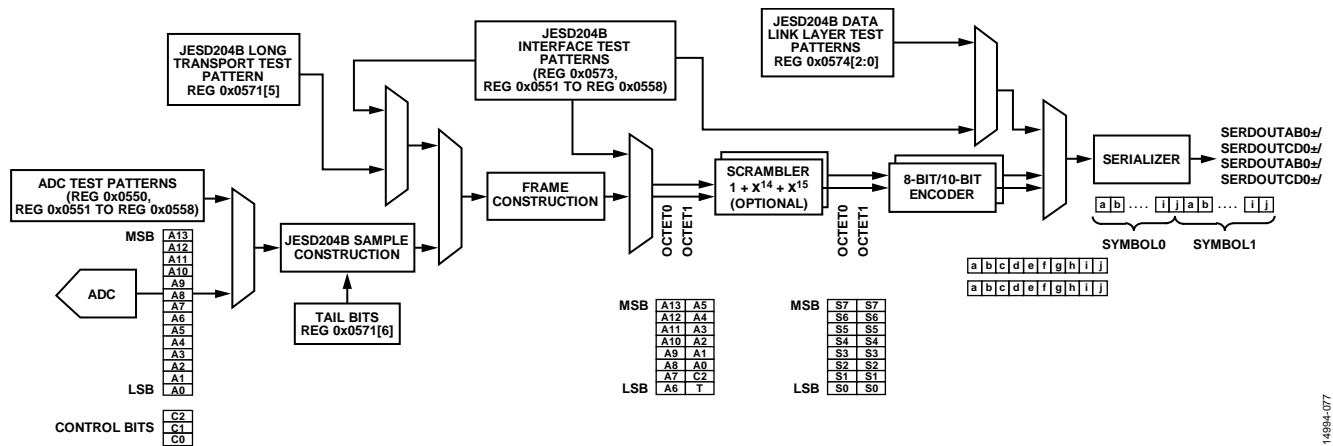 JESD204B LONG
TRANSPORT TEST
PATTERN
REG 0x0571[5]
JESD204B
INTERFACE TEST
PATTERNS
(REG 0x0573,
REG 0x0551 TO REG 0x0558)
JESD204B DATA
LINK LAYER TEST
PATTERNS
REG 0x0574[2:0]
ADC TEST PATTERNS
(REG 0x0550,
REG 0x0551 TO REG 0x0558)
ADC
MSB
A13
A12
A11
A10
A9
A8
A7
A6
A5
A4
A3
A2
A1
LSB A0
CONTROL BITS
C2
C1
C0
JESD204B SAMPLE
CONSTRUCTION
TAIL BITS
REG 0x0571[6]
FRAME
CONSTRUCTION
OCTET0
OCTET1
SCRAMBLER
1 + x14 + x15
(OPTIONAL)
OCTET0
OCTET1
8-BIT/10-BIT
ENCODER
SERIALIZER
SERDOUTAB0±/
SERDOUTCD0±/
SERDOUTAB0±/
SERDOUTCD0±/
a b .... i j a b .... i j
SYMBOL0 SYMBOL1
a b c d e f g h i j
a b c d e f g h i j
MSB A13 A5
A12 A4
A11 A3
A10 A2
A9 A1
A8 A0
A7 C2
LSB A6 T
MSB S7 S7
S6 S6
S5 S5
S4 S4
S3 S3
S2 S2
S1 S1
LSB S0 S0
14994-077